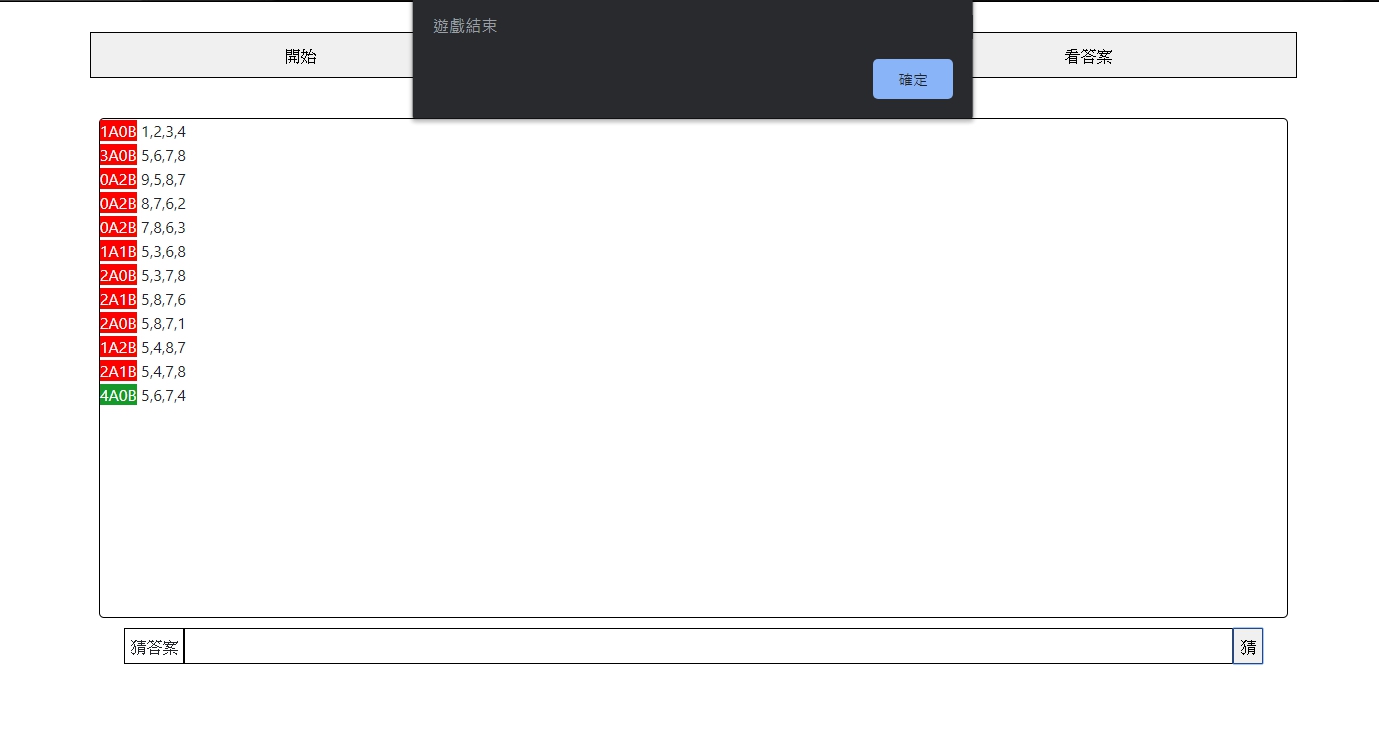 遊戲結束
確定
開始
看答案
1A0B 1,2,3,4
3A0B 5,6,7,8
0A2B 9,5,8,7
0A2B 8,7,6,2
0A2B 7,8,6,3
1A1B 5,3,6,8
2A0B 5,3,7,8
2A1B 5,8,7,6
2A0B 5,8,7,1
1A2B 5,4,8,7
2A1B 5,4,7,8
4A0B 5,6,7,4
猜答案
猜